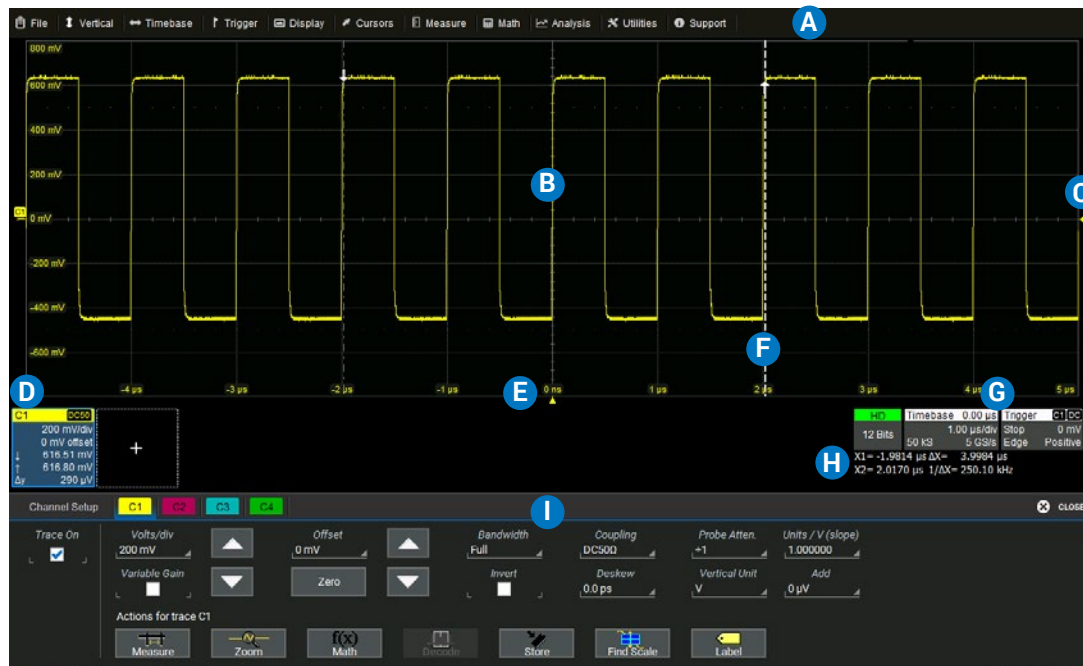 File Vertical Timebase Trigger Display Cursors Measure Math Analysis Utilities Support A
800 mV
600 mV
400 mV
200 mV
B
C
C1 0 mV
-200 mV
-400 mV
-600 mV
F
-4 µs -3 µs -2 µs -1 µs 0 ns 1 µs 2 µs 3 µs 4 µs 5 µs
D E G
C1 DC50
200 mV/div
0 mV offset
↓ 616.51 mV
↑ 616.80 mV
Δy 290 µV
+
HD
12 Bits
Timebase 0.00 µs
1.00 µs/div
50 kS 5 GS/s
Trigger C1 DC
Stop 0 mV
Edge Positive
H
X1= -1.9814 µs ΔX= 3.9984 µs
X2= 2.0170 µs 1/ΔX= 250.10 kHz
Channel Setup C1 C2 C3 C4 I CLOSE
Trace On Volts/div Offset Bandwidth Coupling Probe Atten. Units / V (slope)
200 mV 0 mV Full DC50Ω ÷1 1.000000
Variable Gain Zero Invert Deskew Vertical Unit Add
0.0 ps V 0 µV
Actions for trace C1
f(x)
Measure Zoom Math Decode Store Find Scale Label